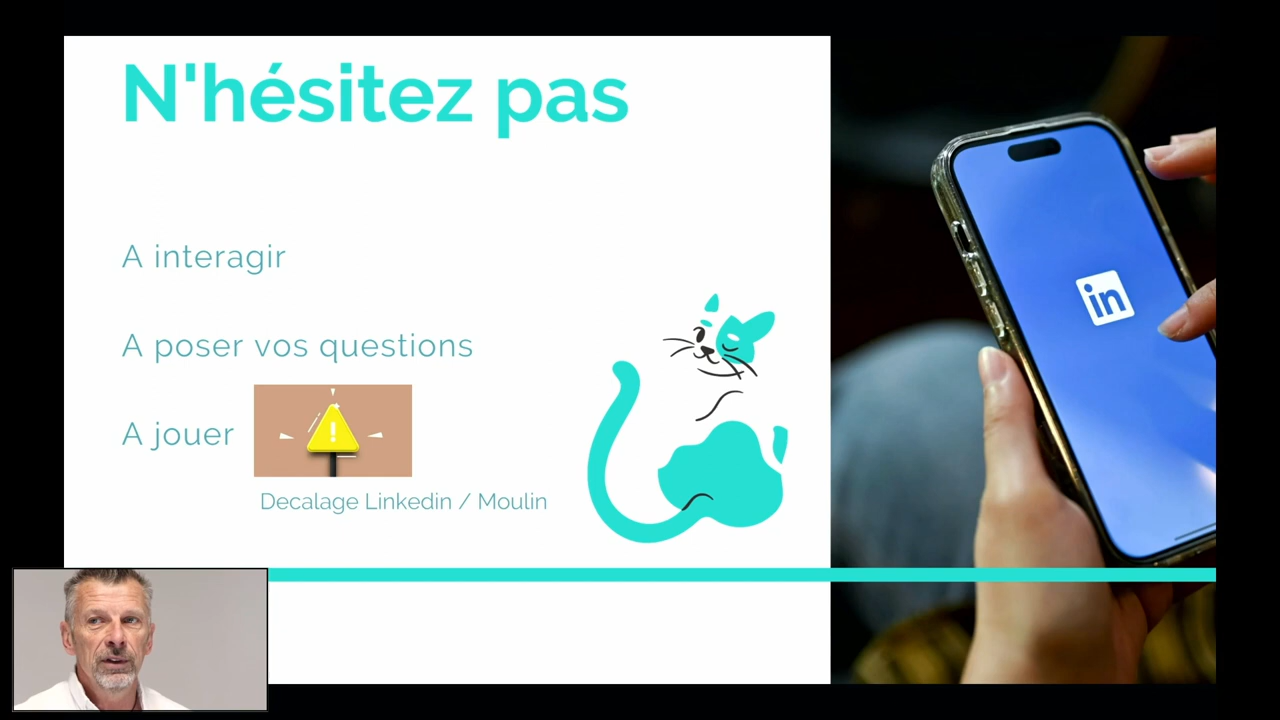 N'hésitez pas
A interagir
A poser vos questions
A jouer
!
Decalage Linkedin / Moulin
in